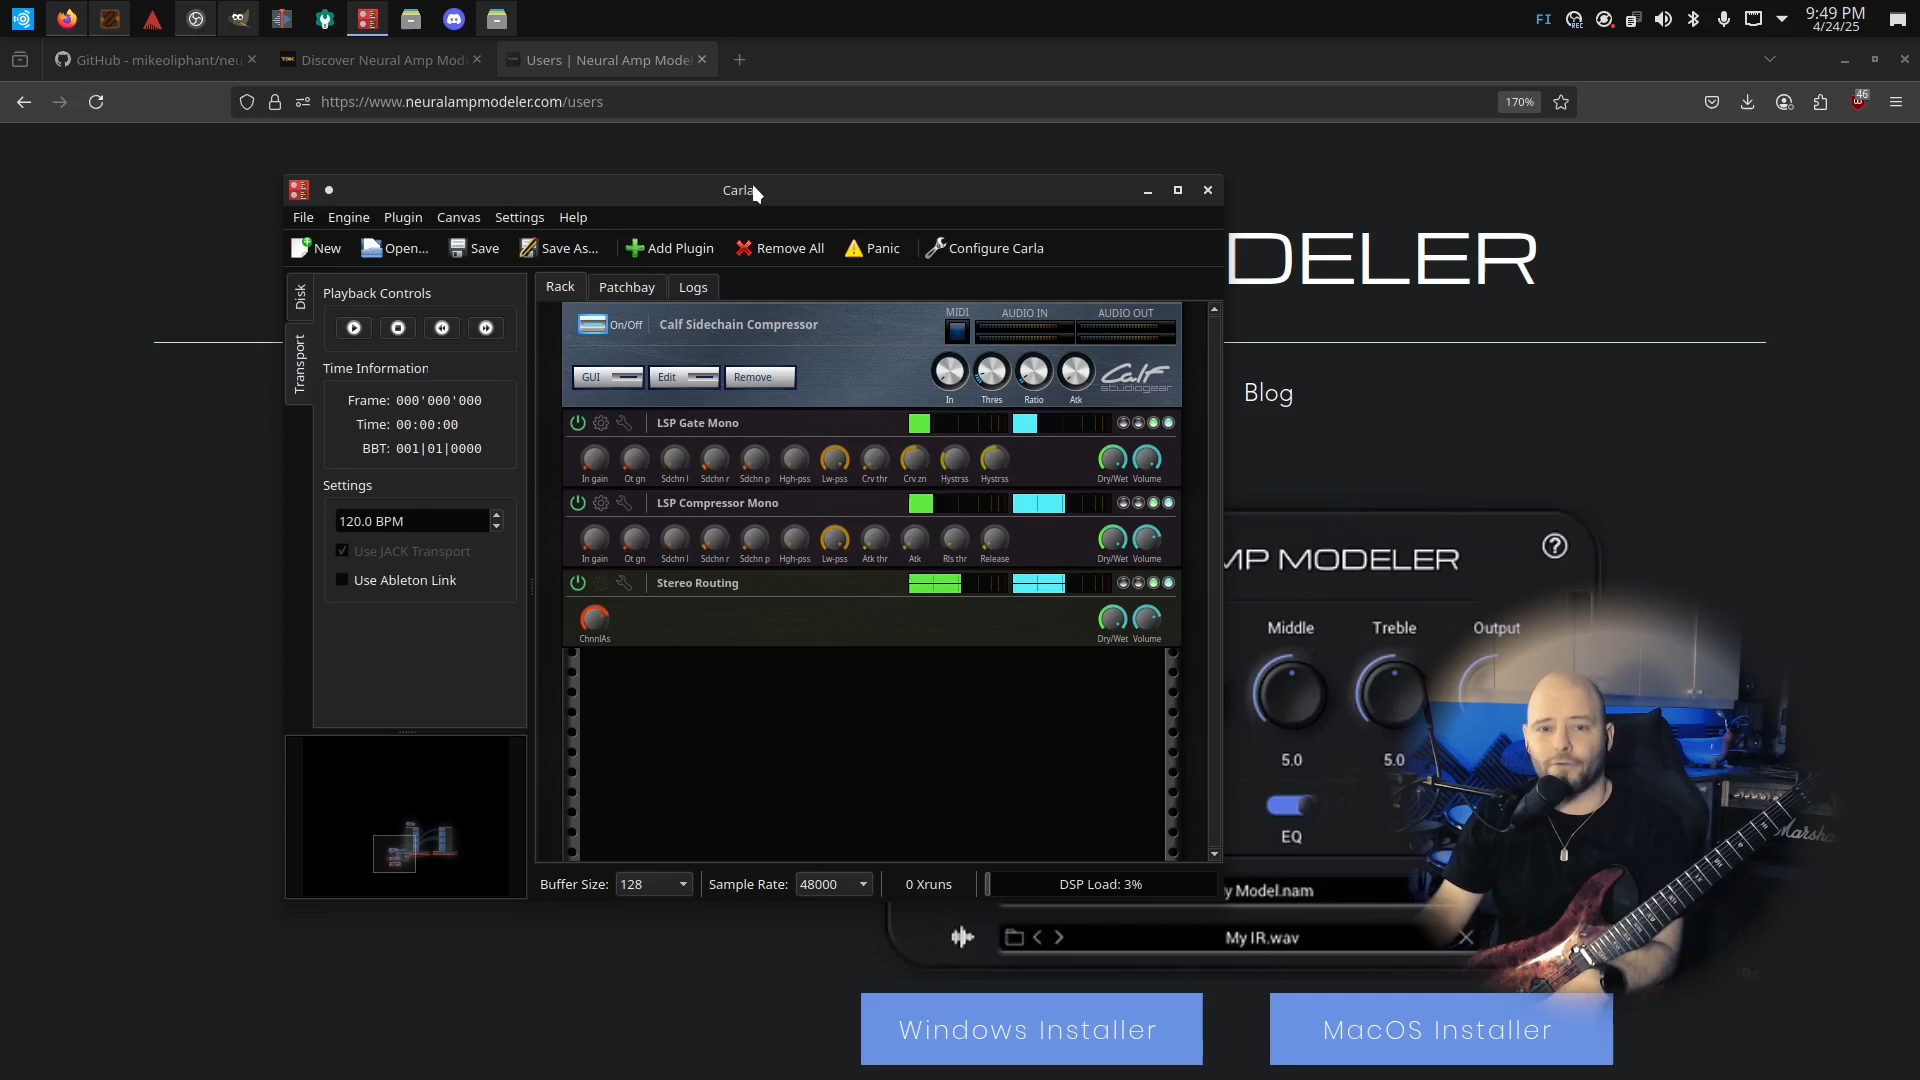 FI
REC
9:49 PM
4/24/25
GitHub - mikeoliphant/neu
Discover Neural Amp Mode
Users | Neural Amp Model
https://www.neuralampmodeler.com/users
170%
46
Carla
File Engine Plugin Canvas Settings Help
New Open... Save Save As... Add Plugin Remove All Panic Configure Carla
Rack Patchbay Logs
Disk
Transport
Playback Controls
Time Information
Frame: 000'000'000
Time: 00:00:00
BBT: 001|01|0000
Settings
120.0 BPM
Use JACK Transport
Use Ableton Link
On/Off Calf Sidechain Compressor MIDI AUDIO IN AUDIO OUT
GUI Edit Remove
In Thres Ratio Atk
Calf studiogear
LSP Gate Mono
In gain Ot gn Sdchn l Sdchn r Sdchn p Hgh-pss Lw-pss Crv thr Crv zn Hystrss Hystrss Dry/Wet Volume
LSP Compressor Mono
In gain Ot gn Sdchn l Sdchn r Sdchn p Hgh-pss Lw-pss Atk thr Atk Rls thr Release Dry/Wet Volume
Stereo Routing
ChnnlAs Dry/Wet Volume
Buffer Size: 128 Sample Rate: 48000 0 Xruns DSP Load: 3%
DELER
Blog
MP MODELER
?
Middle Treble Output
5.0 5.0
EQ
Marsha
y Model.nam
My IR.wav
Windows Installer
MacOS Installer